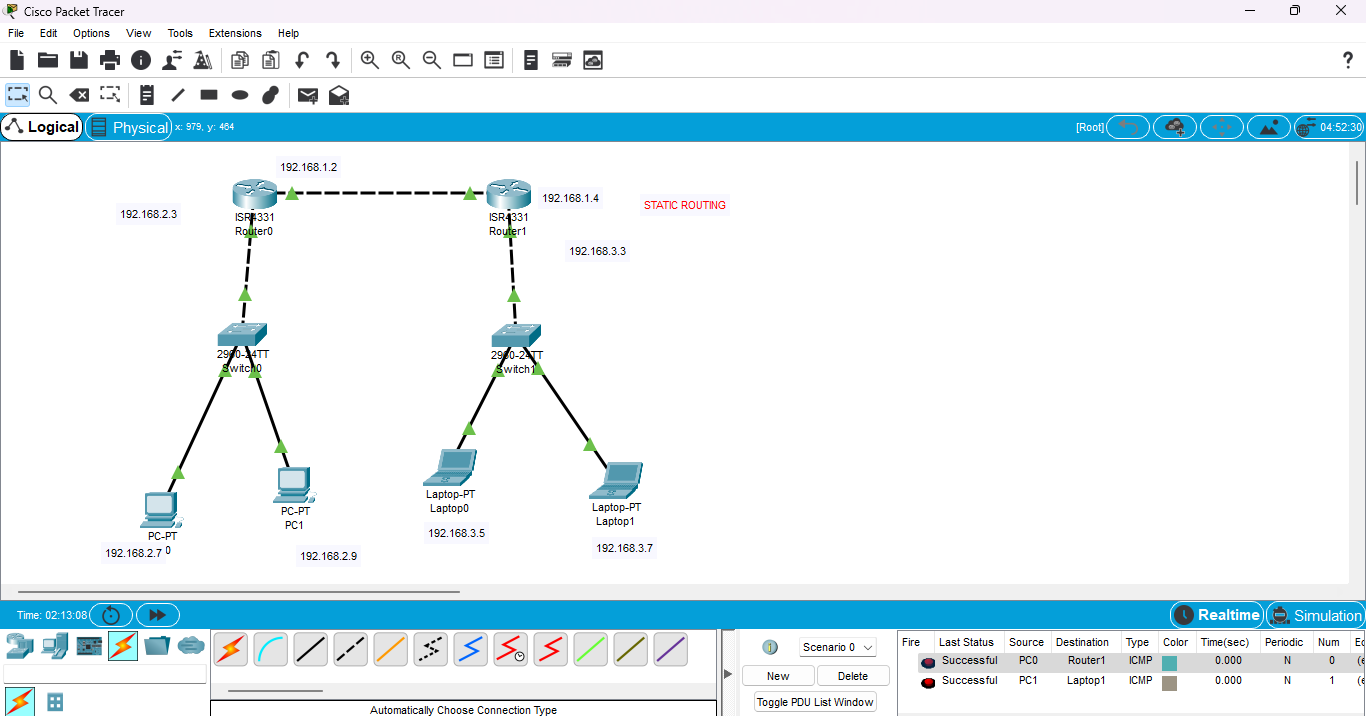 Cisco Packet Tracer
File Edit Options View Tools Extensions Help
Logical Physical x: 979, y: 464 [Root] 04:52:30
192.168.1.2
192.168.2.3
ISR4331
Router0
ISR4331
Router1
192.168.1.4
STATIC ROUTING
192.168.3.3
2960-24TT
Switch0
2960-24TT
Switch1
PC-PT
0
192.168.2.7
PC-PT
PC1
192.168.2.9
Laptop-PT
Laptop0
192.168.3.5
Laptop-PT
Laptop1
192.168.3.7
Time: 02:13:08 Realtime Simulation
Scenario 0
New Delete
Toggle PDU List Window
Automatically Choose Connection Type
Fire Last Status Source Destination Type Color Time(sec) Periodic Num
Successful PC0 Router1 ICMP 0.000 N 0 (e
Successful PC1 Laptop1 ICMP 0.000 N 1 (e